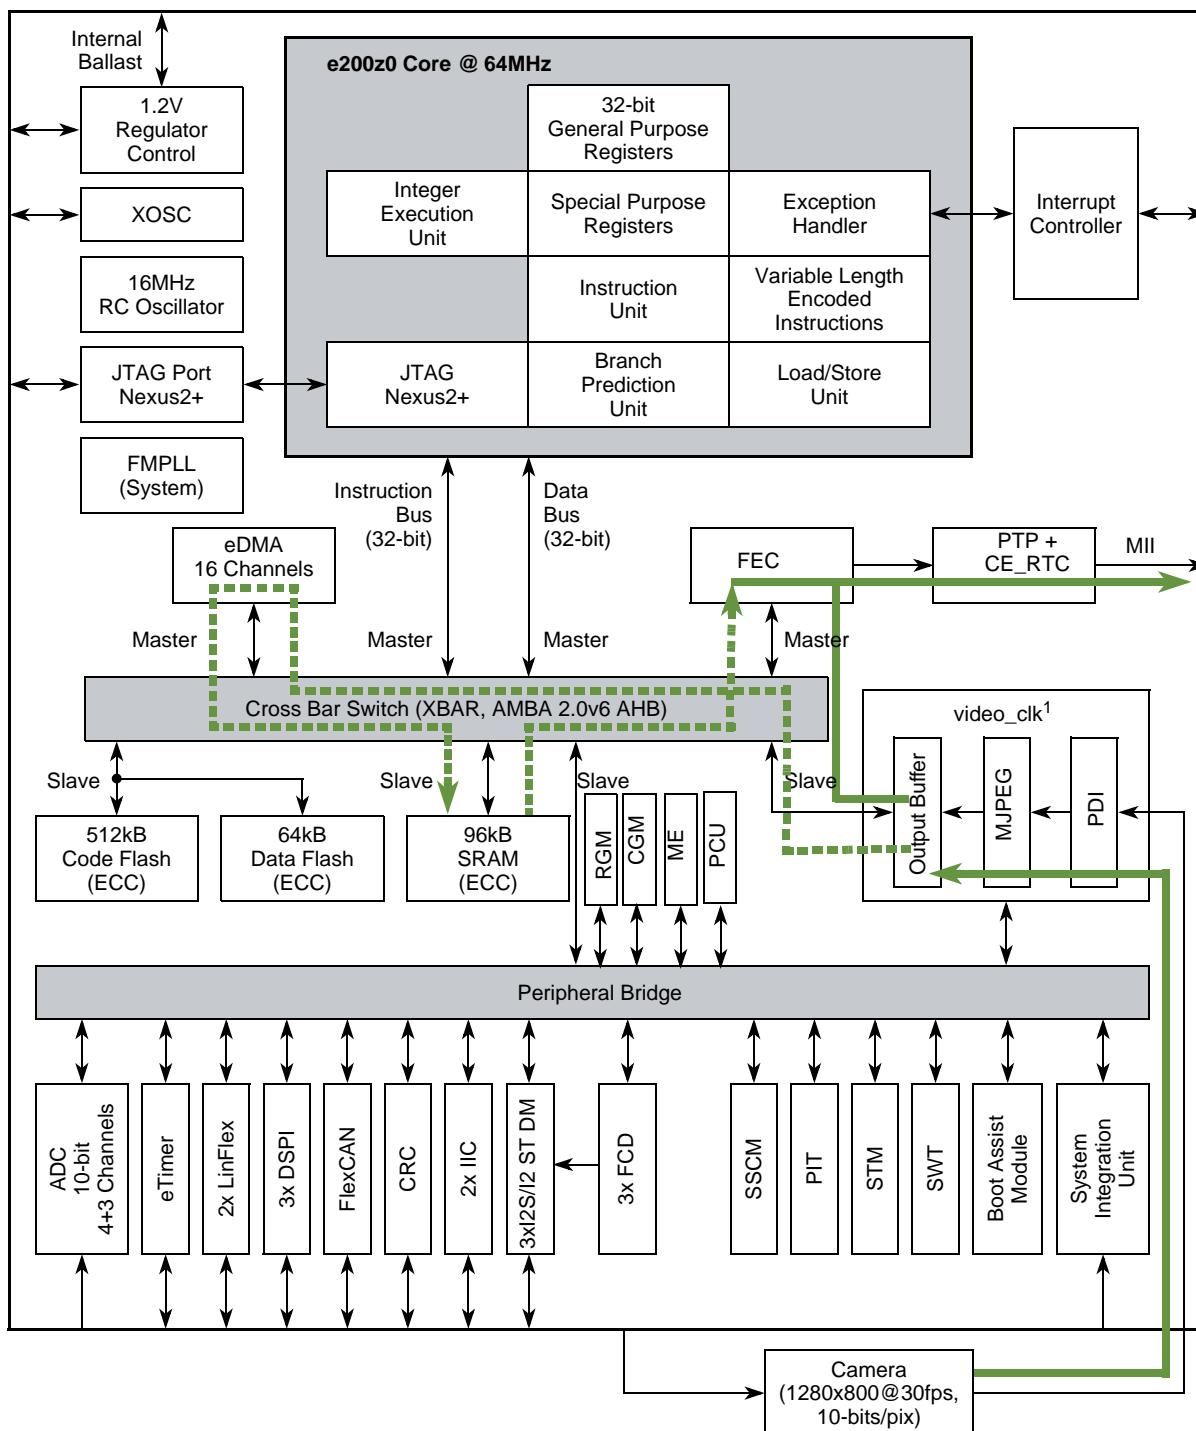 Internal
Ballast
1.2V
Regulator
Control
XOSC
16MHz
RC Oscillator
JTAG Port
Nexus2+
FMPLL
(System)
e200z0 Core @ 64MHz
32-bit
General Purpose
Registers
Integer
Execution
Unit
Special Purpose
Registers
Exception
Handler
Instruction
Unit
Variable Length
Encoded
Instructions
JTAG
Nexus2+
Branch
Prediction
Unit
Load/Store
Unit
Interrupt
Controller
Instruction
Bus
(32-bit)
Data
Bus
(32-bit)
eDMA
16 Channels
FEC
PTP +
CE_RTC
MII
Master
Master
Master
Master
Cross Bar Switch (XBAR, AMBA 2.0v6 AHB)
video_clk1
Output Buffer
MJPEG
PDI
Slave
Slave
Slave
Slave
512kB
Code Flash
(ECC)
64kB
Data Flash
(ECC)
96kB
SRAM
(ECC)
RGM
CGM
ME
PCU
Peripheral Bridge
ADC
10-bit
4+3 Channels
eTimer
2x LinFlex
3x DSPI
FlexCAN
CRC
2x IIC
3xI2S/I2 ST DM
3x FCD
SSCM
PIT
STM
SWT
Boot Assist
Module
System
Integration
Unit
Camera
(1280x800@30fps,
10-bits/pix)